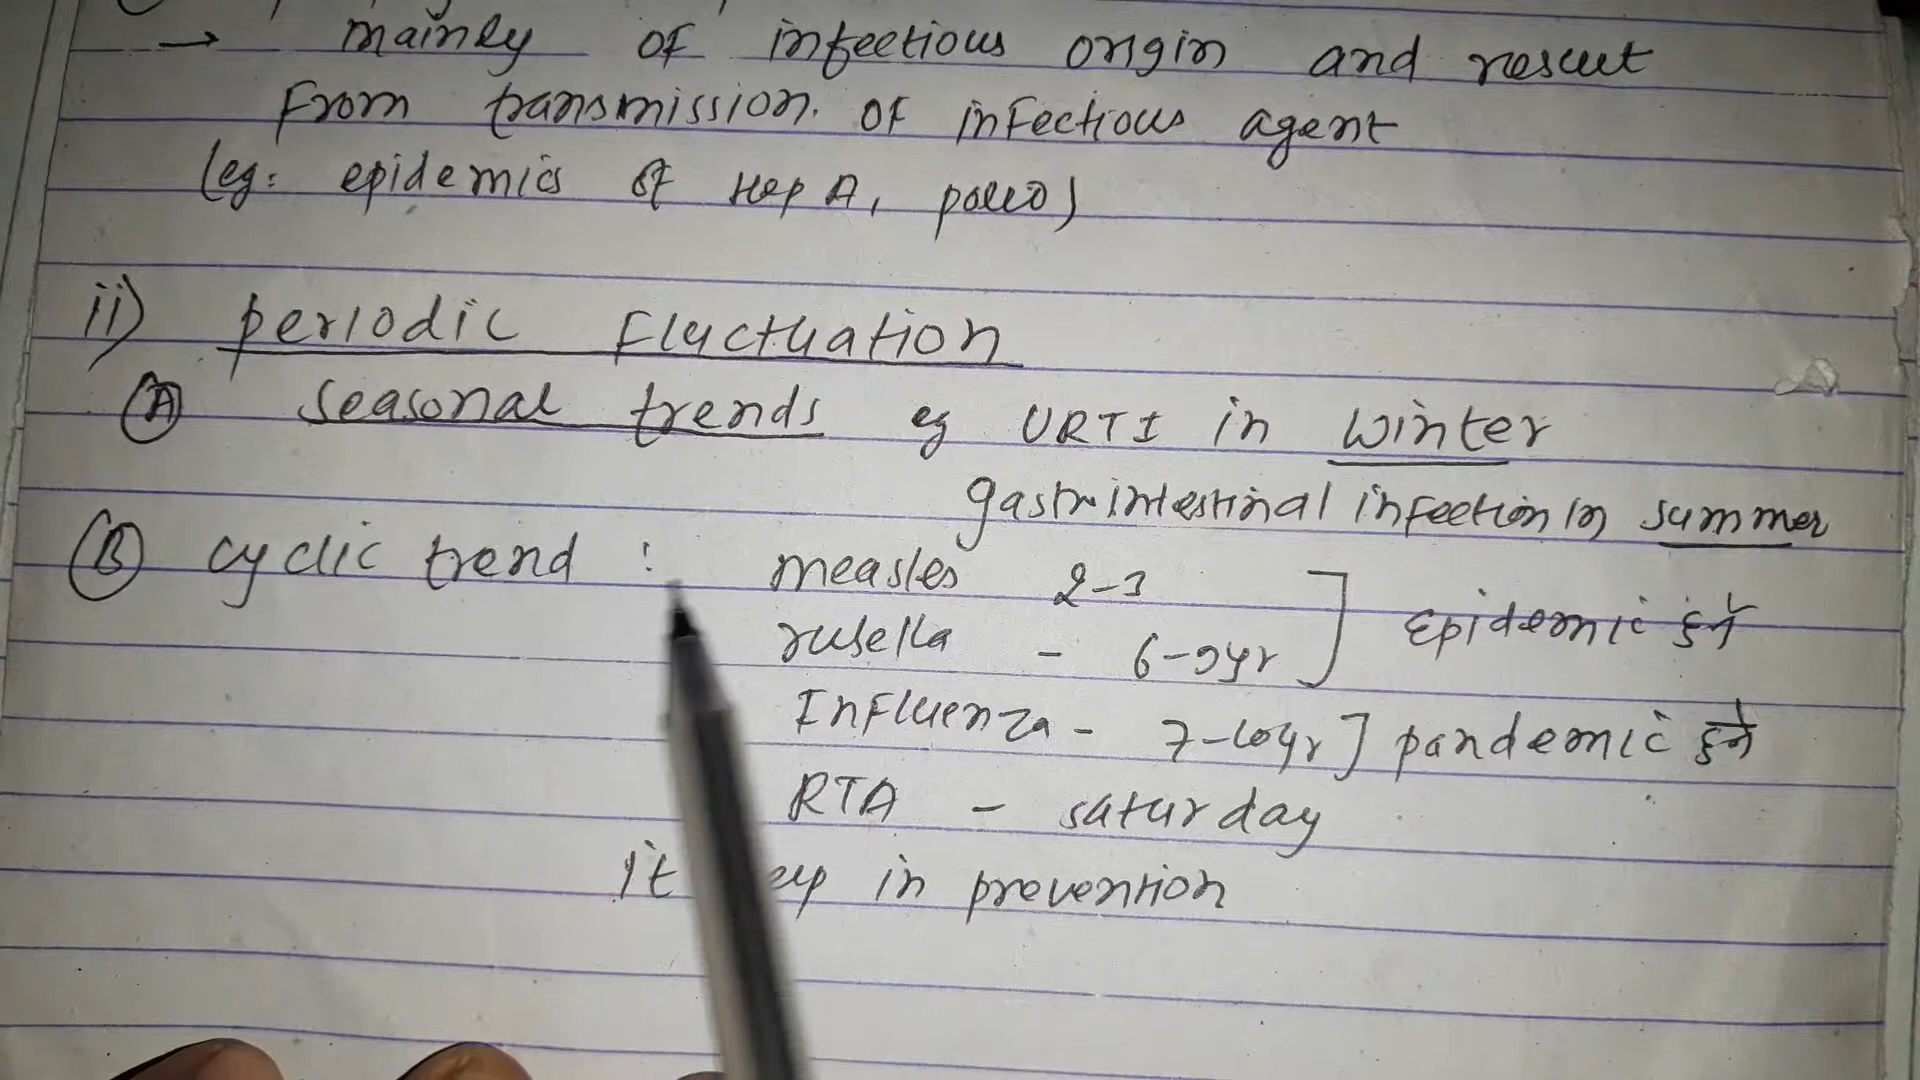 → mainly of infectious origin and result
From transmission. of infectious agent
(eg: epidemics of Hep A, polio)
ii) periodic Fluctuation
(A) seasonal trends eg URTI in winter
gastrintestinal infection in summer
(B) cyclic trend : measles 2-3 ] Epidemic हुने
rubella - 6-9yr
Influenza - 7-10yr ] pandemic हुने
RTA - saturday
It in prevention